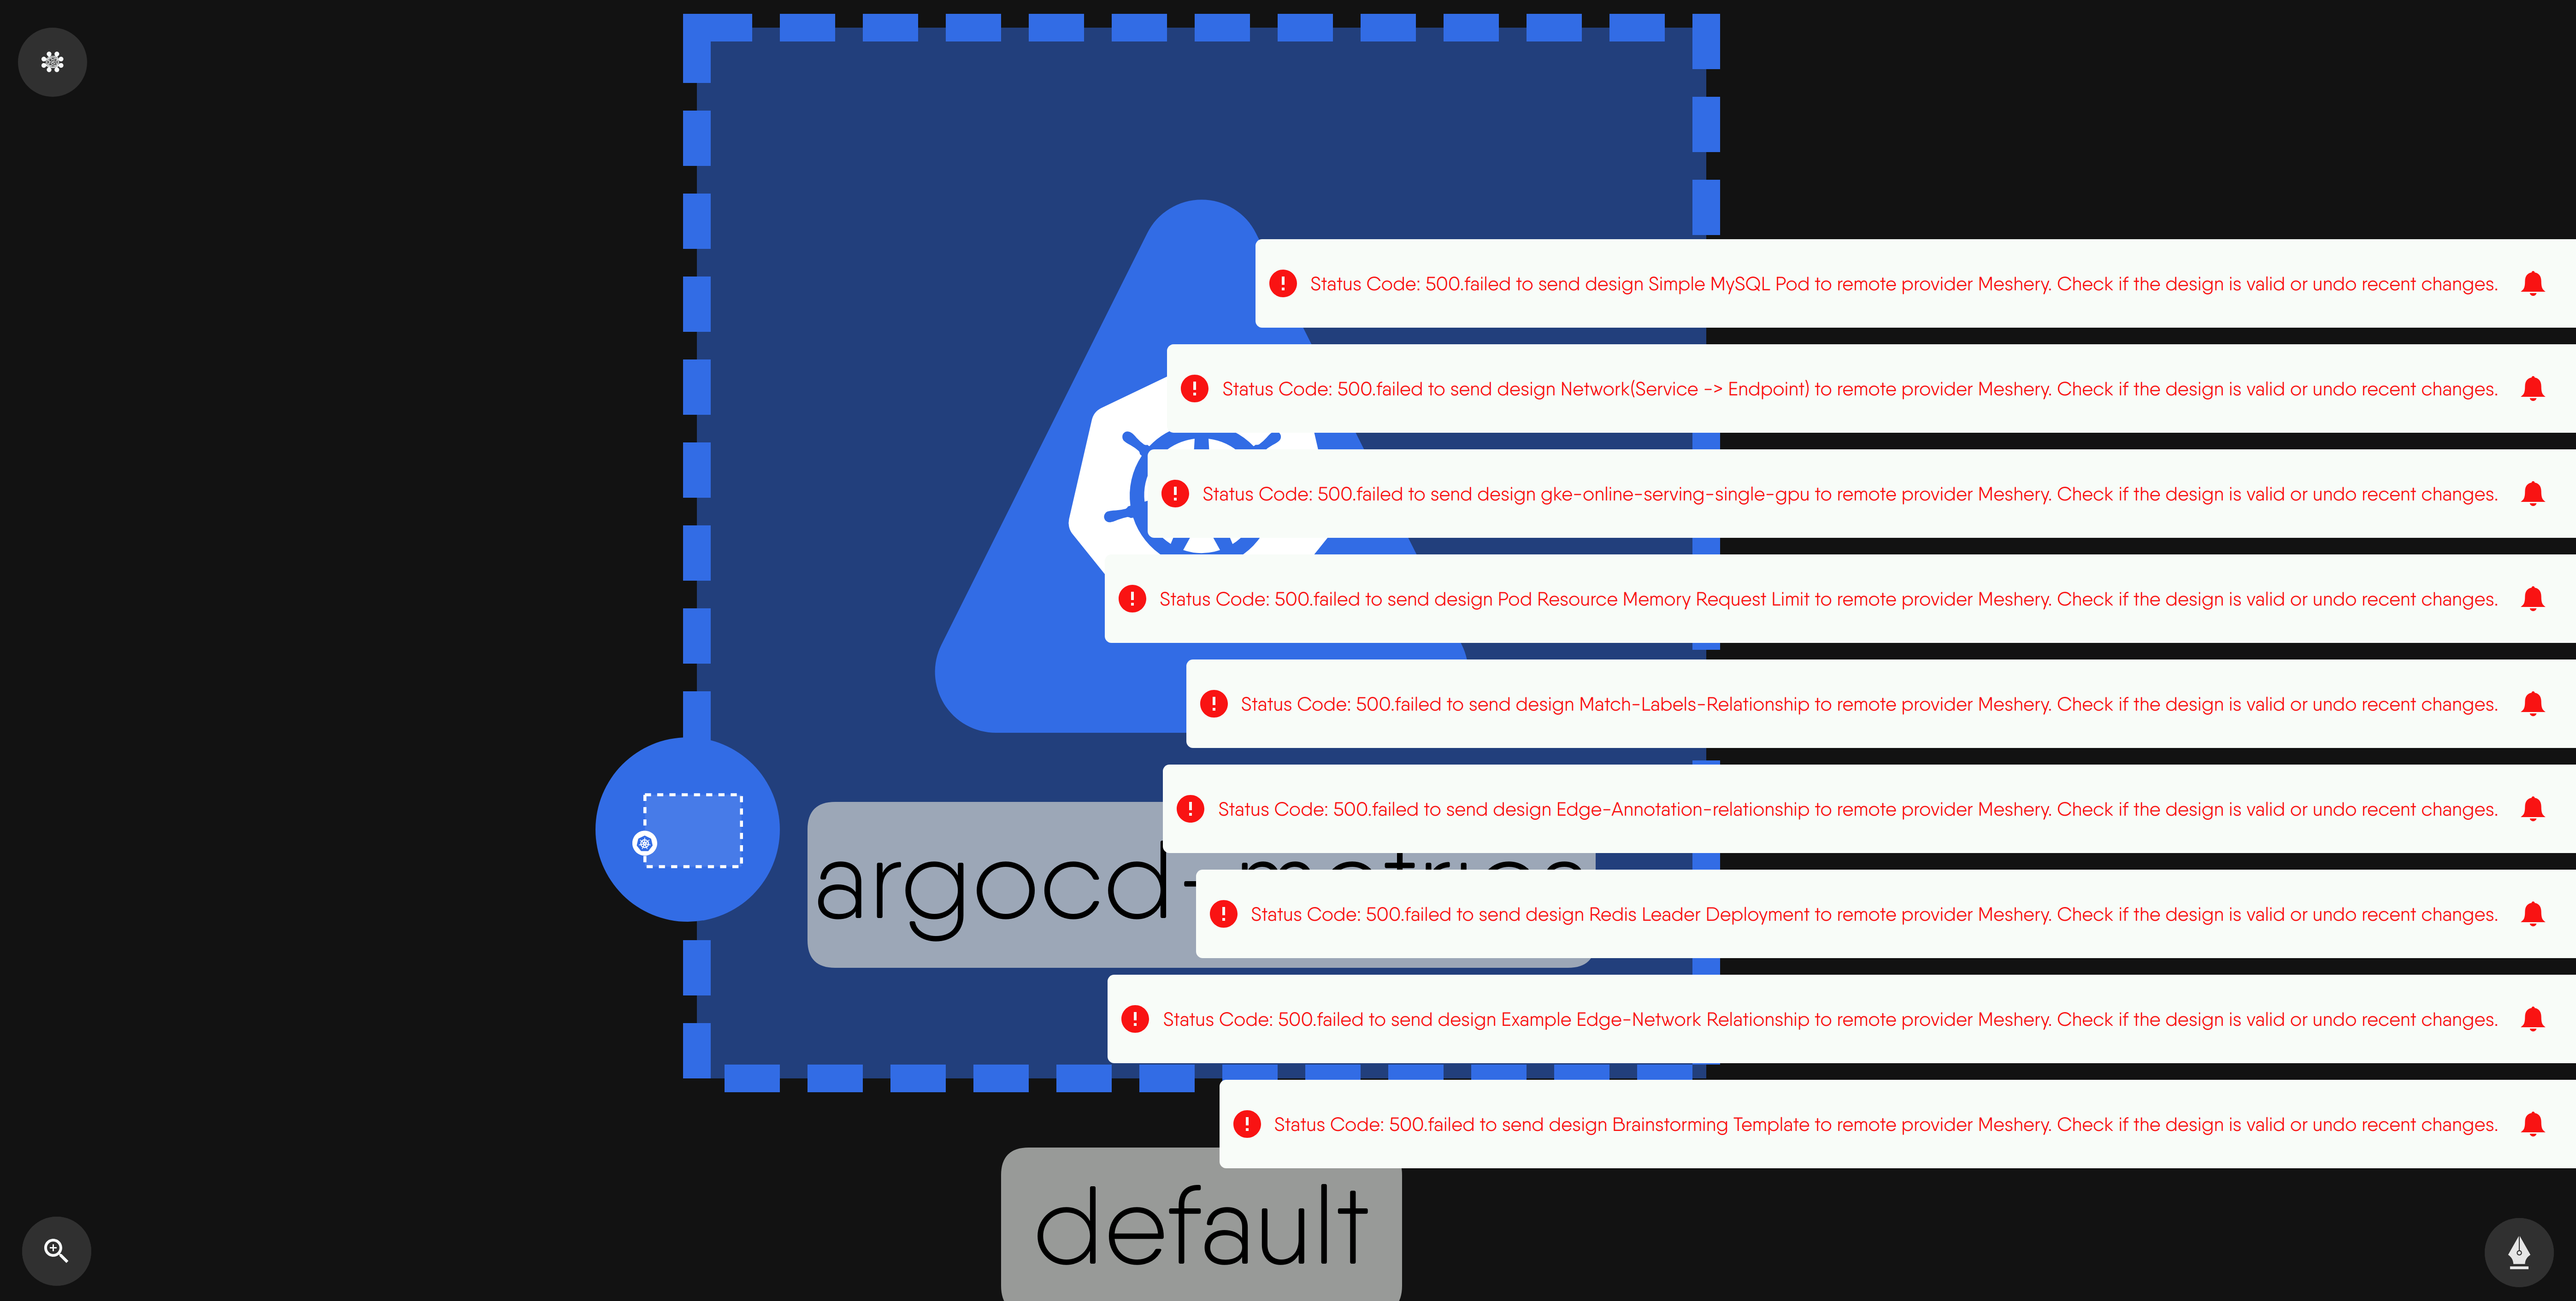 Status Code: 500.failed to send design Simple MySQL Pod to remote provider Meshery. Check if the design is valid or undo recent changes.
Status Code: 500.failed to send design Network(Service -> Endpoint) to remote provider Meshery. Check if the design is valid or undo recent changes.
Status Code: 500.failed to send design gke-online-serving-single-gpu to remote provider Meshery. Check if the design is valid or undo recent changes.
Status Code: 500.failed to send design Pod Resource Memory Request Limit to remote provider Meshery. Check if the design is valid or undo recent changes.
Status Code: 500.failed to send design Match-Labels-Relationship to remote provider Meshery. Check if the design is valid or undo recent changes.
Status Code: 500.failed to send design Edge-Annotation-relationship to remote provider Meshery. Check if the design is valid or undo recent changes.
argocd-metrics
Status Code: 500.failed to send design Redis Leader Deployment to remote provider Meshery. Check if the design is valid or undo recent changes.
Status Code: 500.failed to send design Example Edge-Network Relationship to remote provider Meshery. Check if the design is valid or undo recent changes.
Status Code: 500.failed to send design Brainstorming Template to remote provider Meshery. Check if the design is valid or undo recent changes.
default